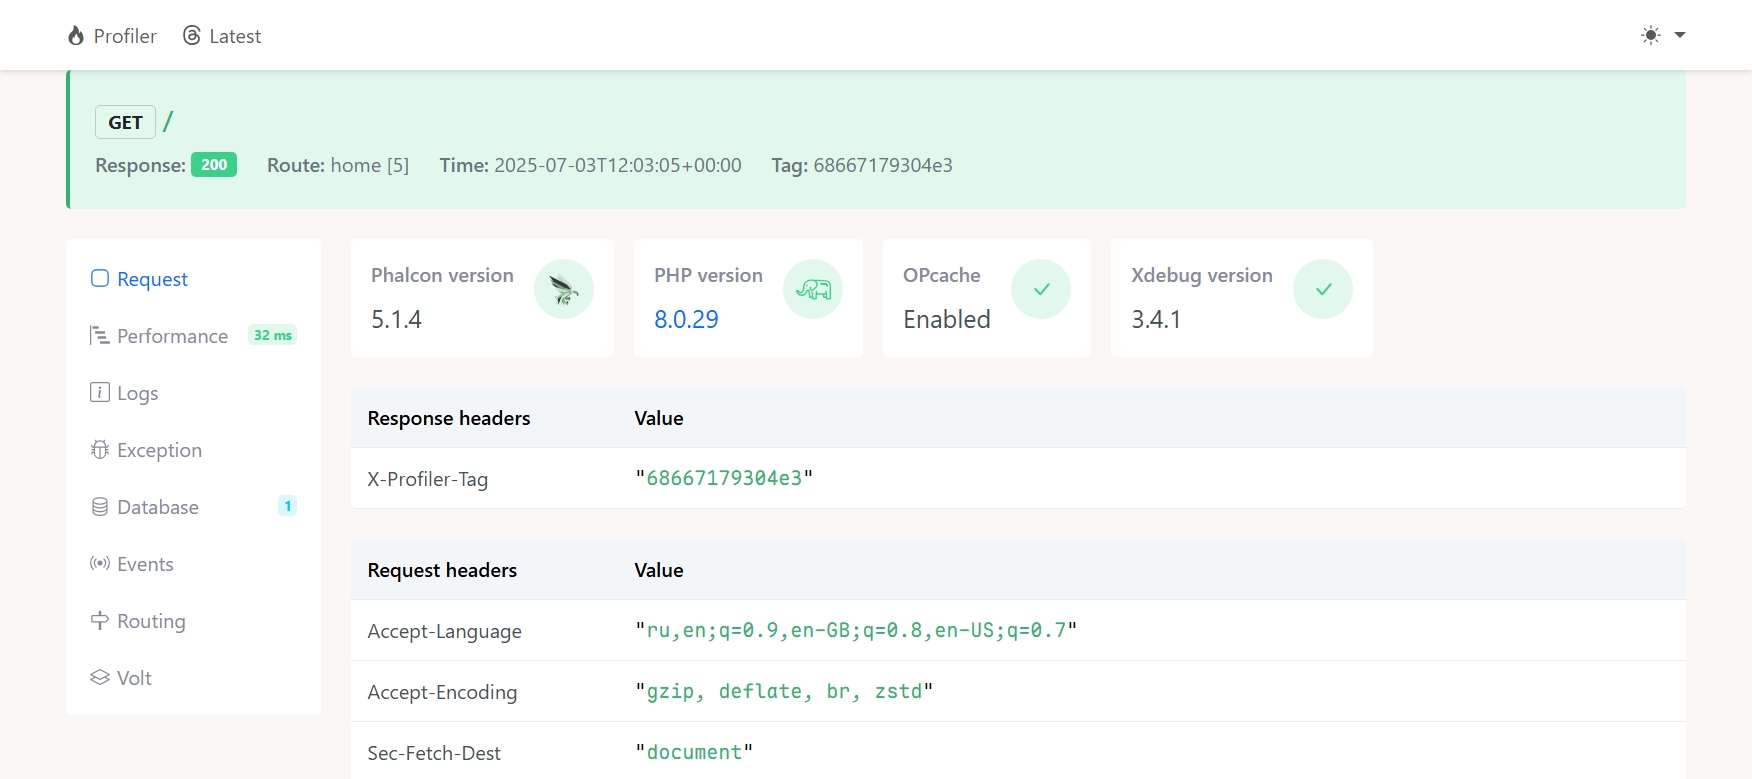 Profiler Latest
GET /
Response: 200 Route: home [5] Time: 2025-07-03T12:03:05+00:00 Tag: 68667179304e3
Request
Performance 32 ms
Logs
Exception
Database 1
Events
Routing
Volt
Phalcon version
5.1.4
PHP version
8.0.29
OPcache
Enabled
Xdebug version
3.4.1
Response headers Value
X-Profiler-Tag "68667179304e3"
Request headers Value
Accept-Language "ru,en;q=0.9,en-GB;q=0.8,en-US;q=0.7"
Accept-Encoding "gzip, deflate, br, zstd"
Sec-Fetch-Dest "document"